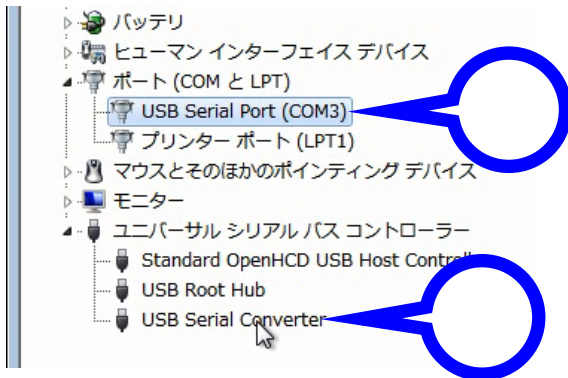 バッテリ
ヒューマン インターフェイス デバイス
ポート (COM と LPT)
USB Serial Port (COM3)
プリンター ポート (LPT1)
マウスとそのほかのポインティング デバイス
モニター
ユニバーサル シリアル バス コントローラー
Standard OpenHCD USB Host
USB Root Hub
USB Serial Converter